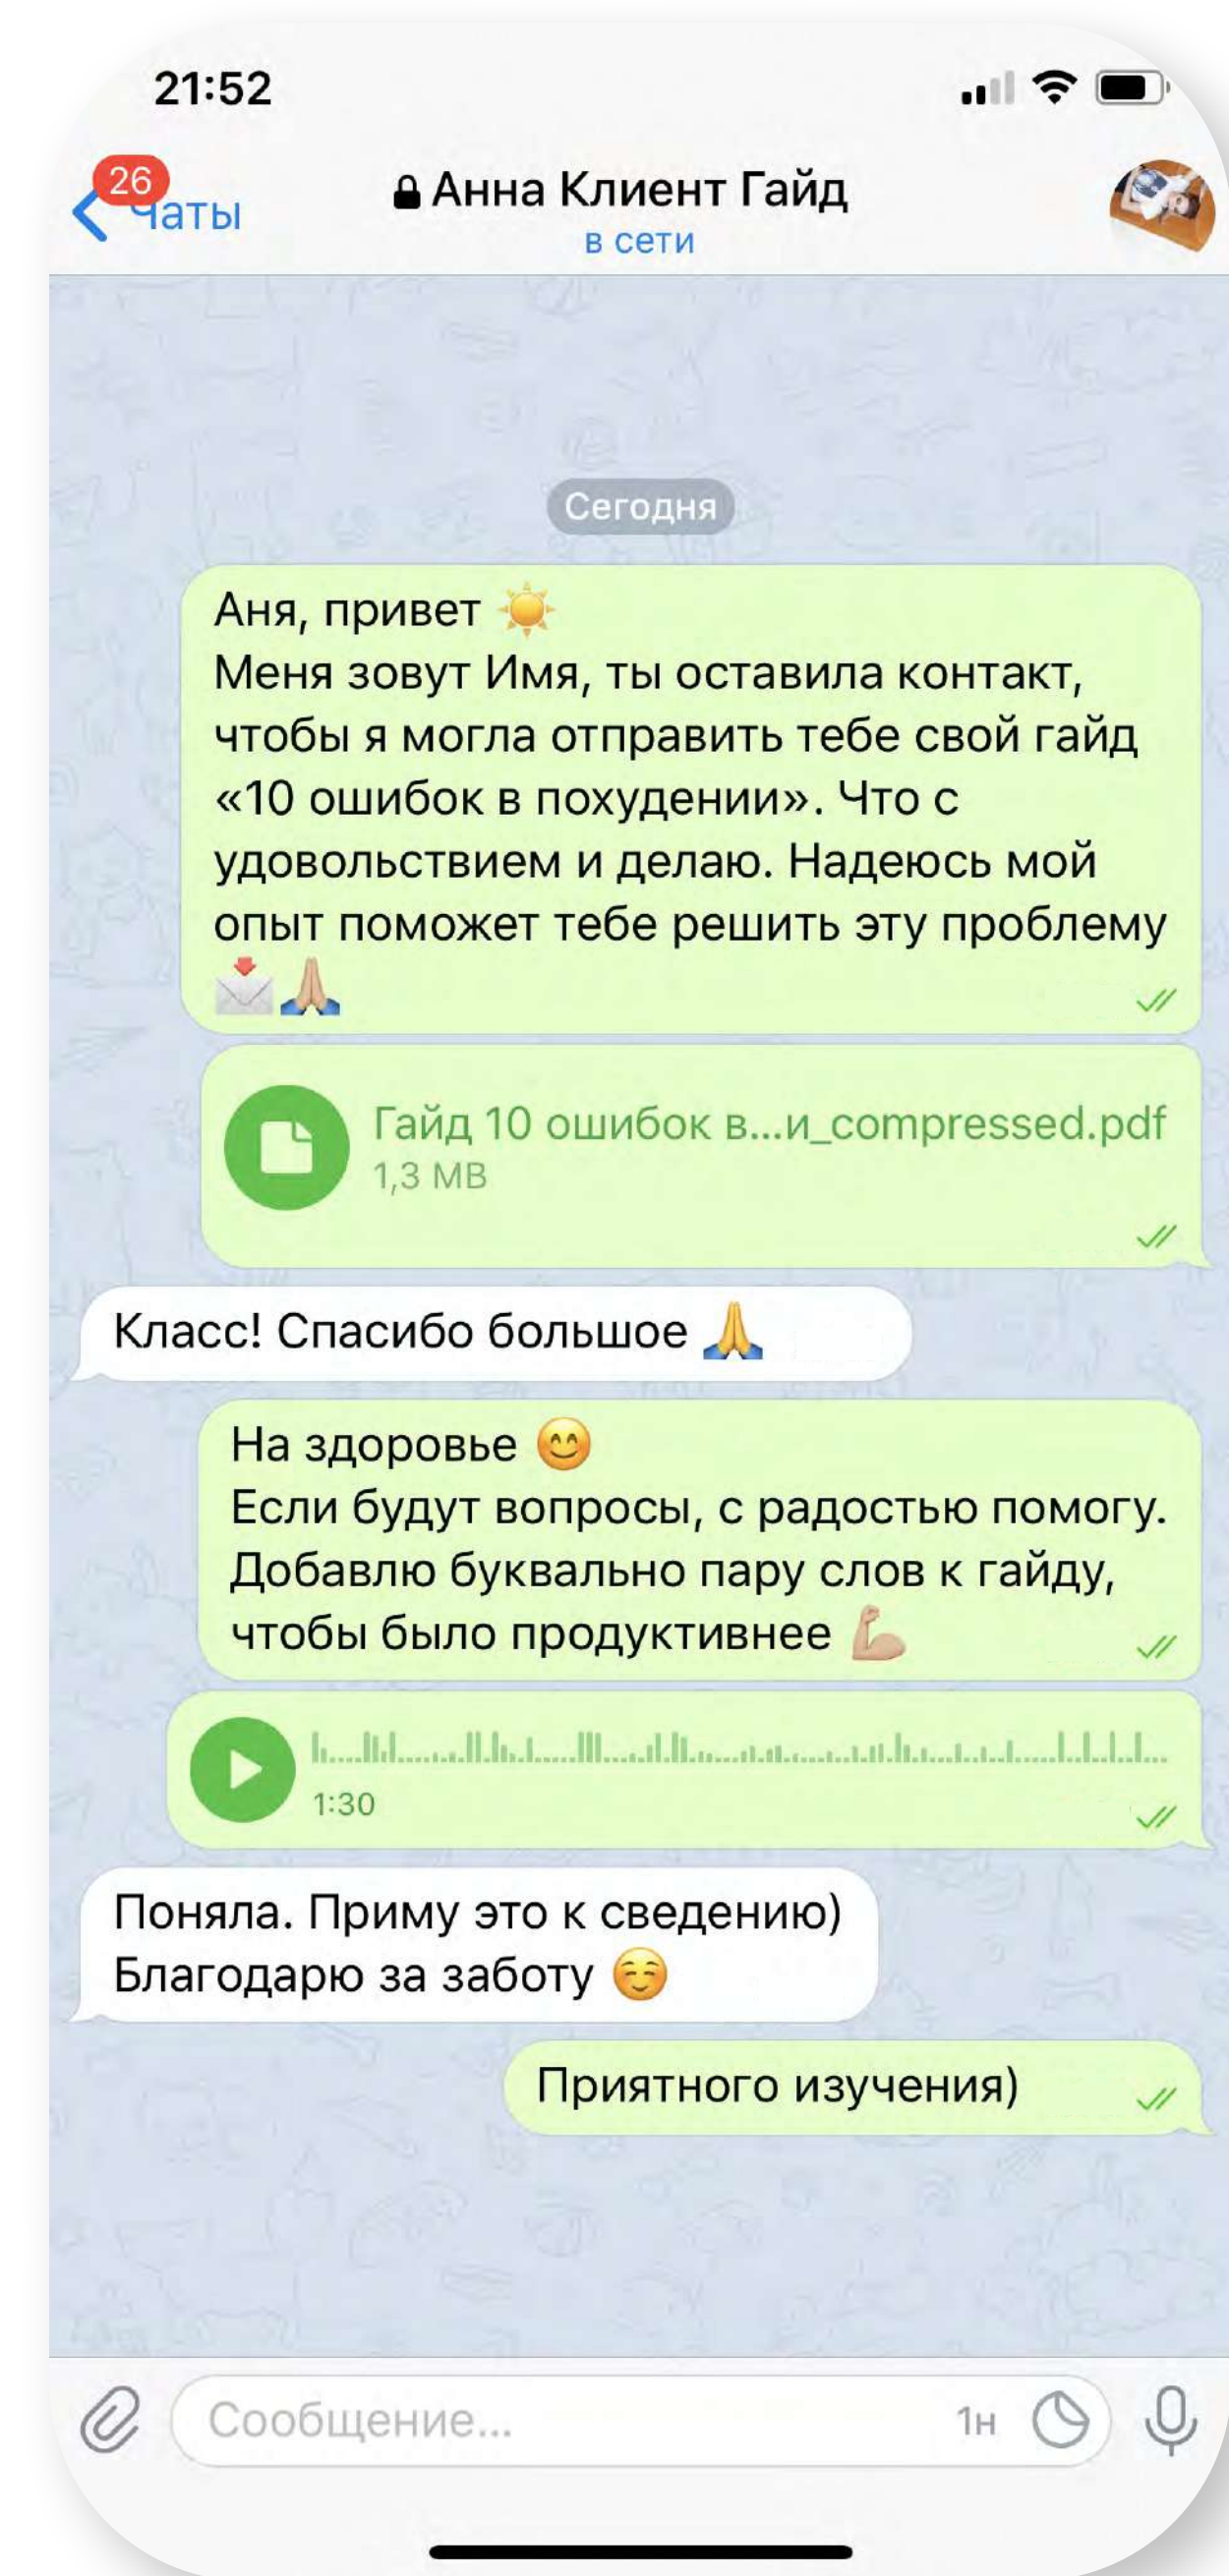 21:52
26
Чаты
Анна Клиент Гайд
в сети
Сегодня
Аня, привет ☀️
Меня зовут Имя, ты оставила контакт,
чтобы я могла отправить тебе свой гайд
«10 ошибок в похудении». Что с
удовольствием и делаю. Надеюсь мой
опыт поможет тебе решить эту проблему
📩🙏🏼
Гайд 10 ошибок в...и_compressed.pdf
1,3 MB
Класс! Спасибо большое 🙏
На здоровье 😊
Если будут вопросы, с радостью помогу.
Добавлю буквально пару слов к гайду,
чтобы было продуктивнее 💪🏼
1:30
Поняла. Приму это к сведению)
Благодарю за заботу ☺️
Приятного изучения)
Сообщение...
1н